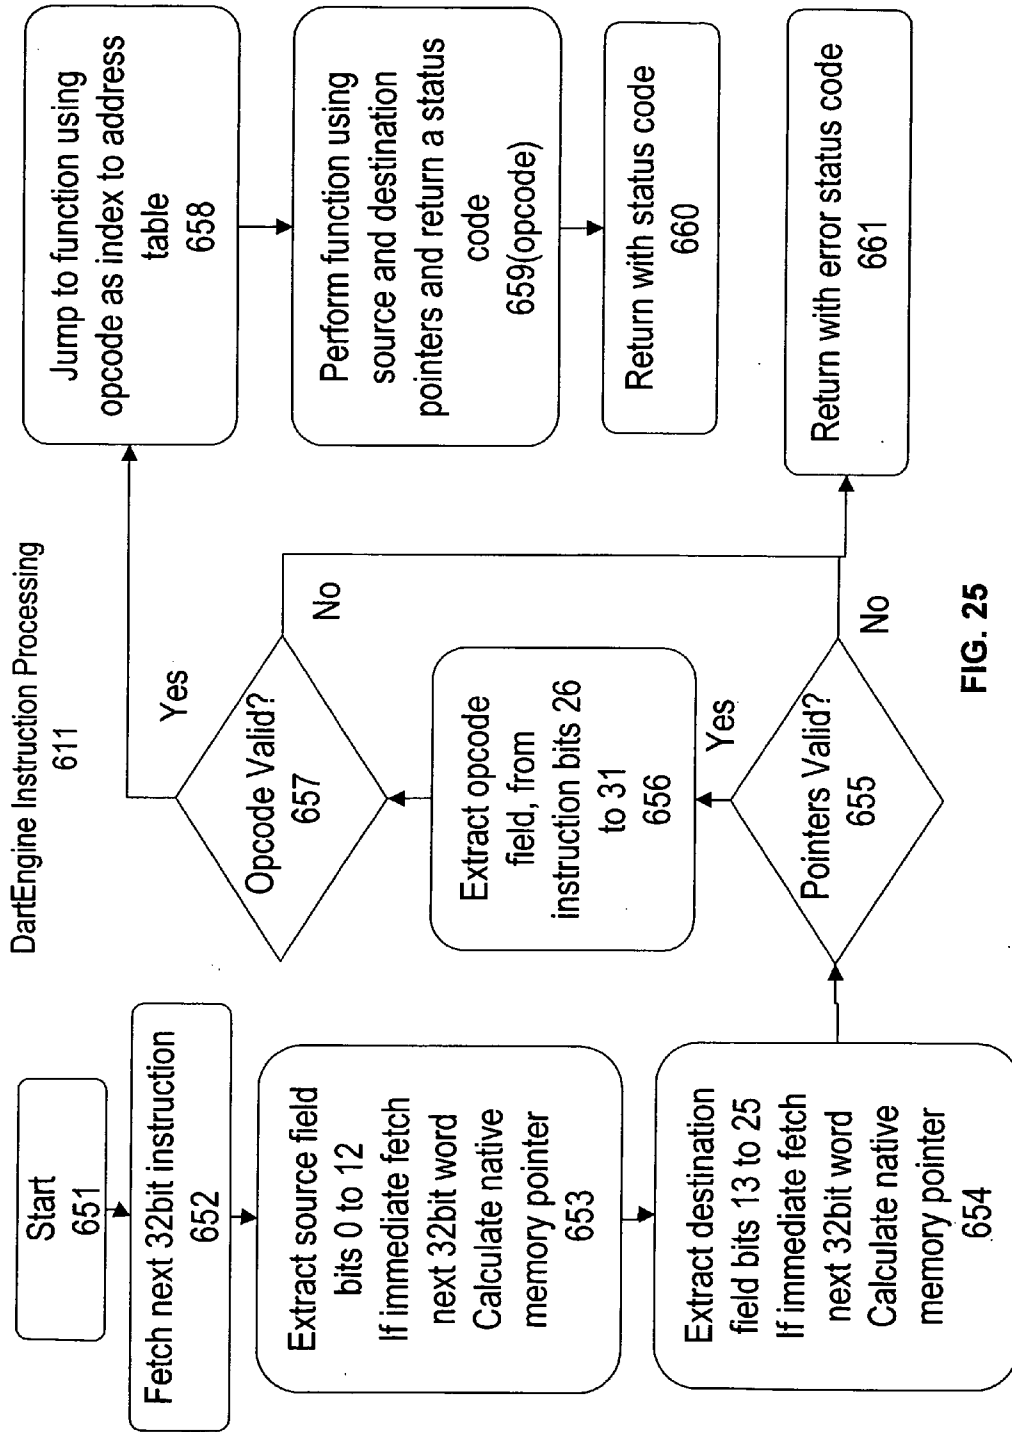 DartEngine Instruction Processing
611
Start
651
Fetch next 32bit instruction
652
Extract source field
bits 0 to 12
If immediate fetch
next 32bit word
Calculate native
memory pointer
653
Extract destination
field bits 13 to 25
If immediate fetch
next 32bit word
Calculate native
memory pointer
654
Pointers Valid?
655
Yes
No
Extract opcode
field, from
instruction bits 26
to 31
656
Opcode Valid?
657
Yes
No
Jump to function using
opcode as index to address
table
658
Perform function using
source and destination
pointers and return a status
code
659(opcode)
Return with status code
660
Return with error status code
661
FIG. 25